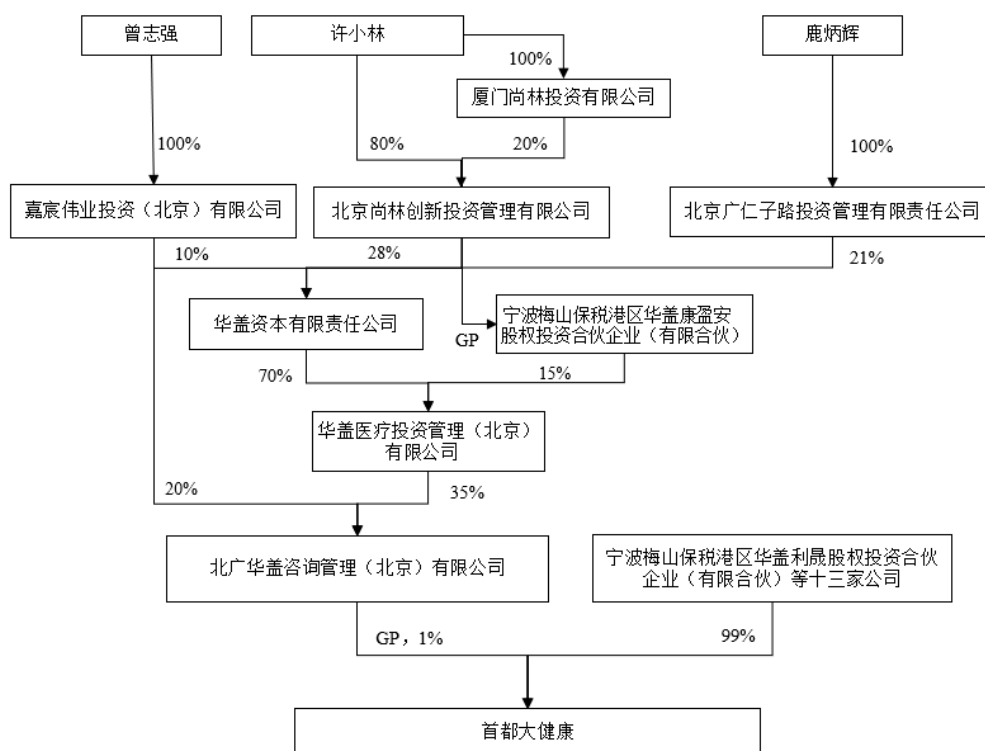 曾志强
许小林
鹿炳辉
100%
厦门尚林投资有限公司
100%
80%
20%
100%
嘉宸伟业投资（北京）有限公司
北京尚林创新投资管理有限公司
北京广仁子路投资管理有限责任公司
10%
28%
21%
华盖资本有限责任公司
宁波梅山保税港区华盖康盈安
股权投资合伙企业（有限合伙）
GP
70%
15%
华盖医疗投资管理（北京）
有限公司
20%
35%
北广华盖咨询管理（北京）有限公司
宁波梅山保税港区华盖利晟股权投资合伙
企业（有限合伙）等十三家公司
GP，1%
99%
首都大健康